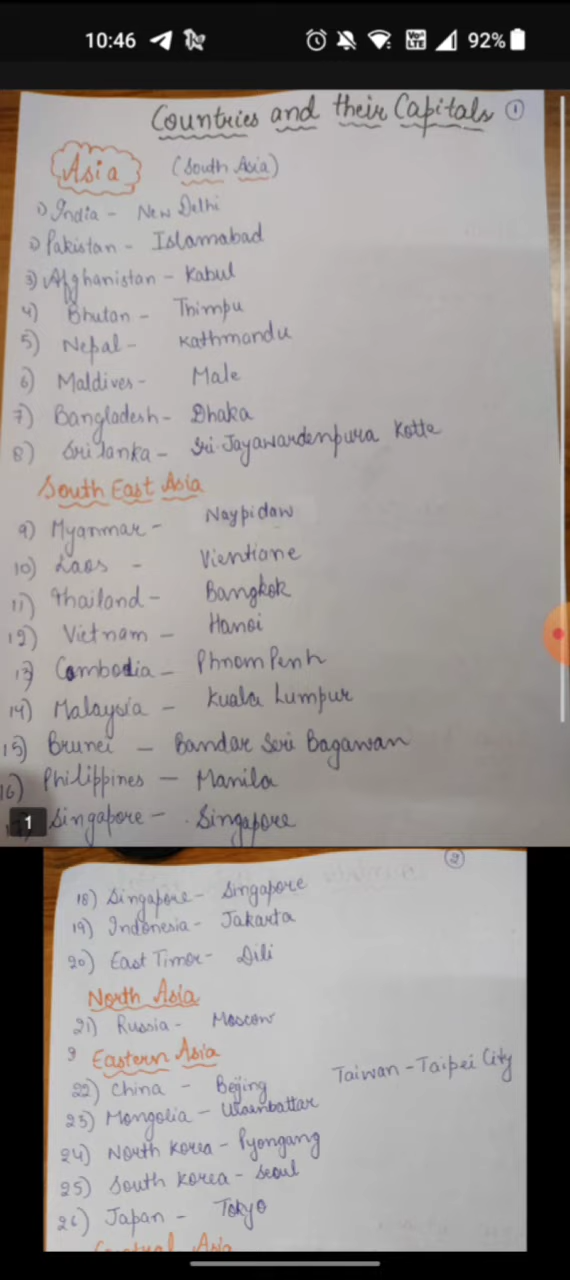 10:46
VoD LTE
92%
Countries and their Capitals ①
Asia (South Asia)
1) India - New Delhi
2) Pakistan - Islamabad
3) Afghanistan - Kabul
4) Bhutan - Thimpu
5) Nepal - Kathmandu
6) Maldives - Male
7) Bangladesh - Dhaka
8) Sri lanka - Sri Jayawardenpura Kotte
South East Asia
9) Myanmar - Naypidaw
10) Laos - Vientiane
11) Thailand - Bangkok
12) Vietnam - Hanoi
13) Cambodia - Phnom Penh
14) Malaysia - Kuala Lumpur
15) Brunei - Bandar Seri Bagawan
16) Philippines - Manila
1 Singapore - Singapore
②
18) Singapore - Singapore
19) Indonesia - Jakarta
20) East Timor - Dili
North Asia
21) Russia - Moscow
Eastern Asia
22) China - Beijing Taiwan - Taipei City
23) Mongolia - Ulainbattar
24) North Korea - Pyongang
25) South Korea - Seoul
26) Japan - Tokyo
Central Asia